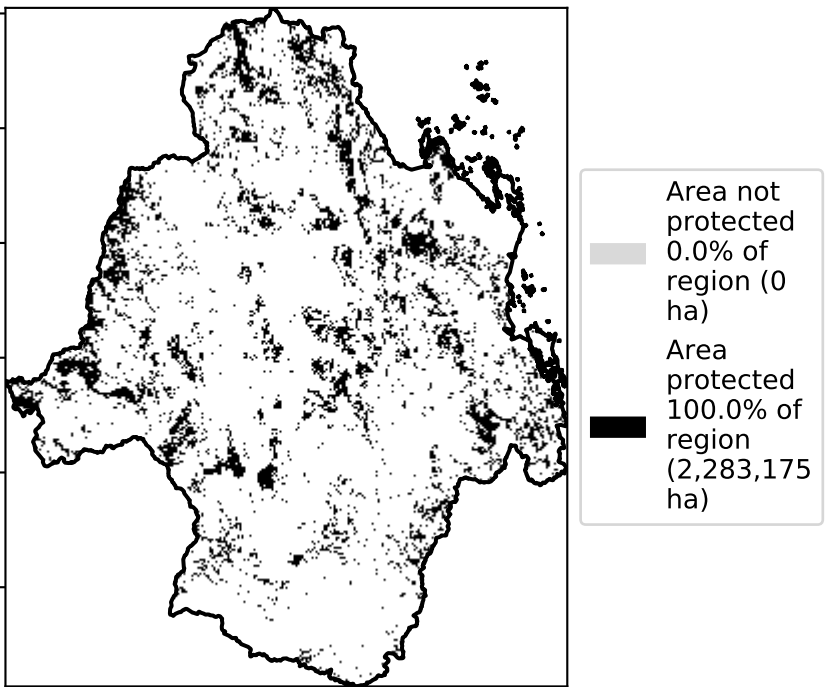 Area not
protected
0.0% of
region (0
ha)
Area
protected
100.0% of
region
(2,283,175
ha)